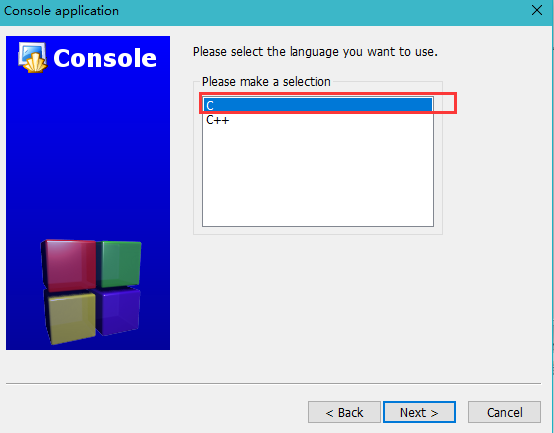 Console application
Console
Please select the language you want to use.
Please make a selection
C
C++
< Back
Next >
Cancel